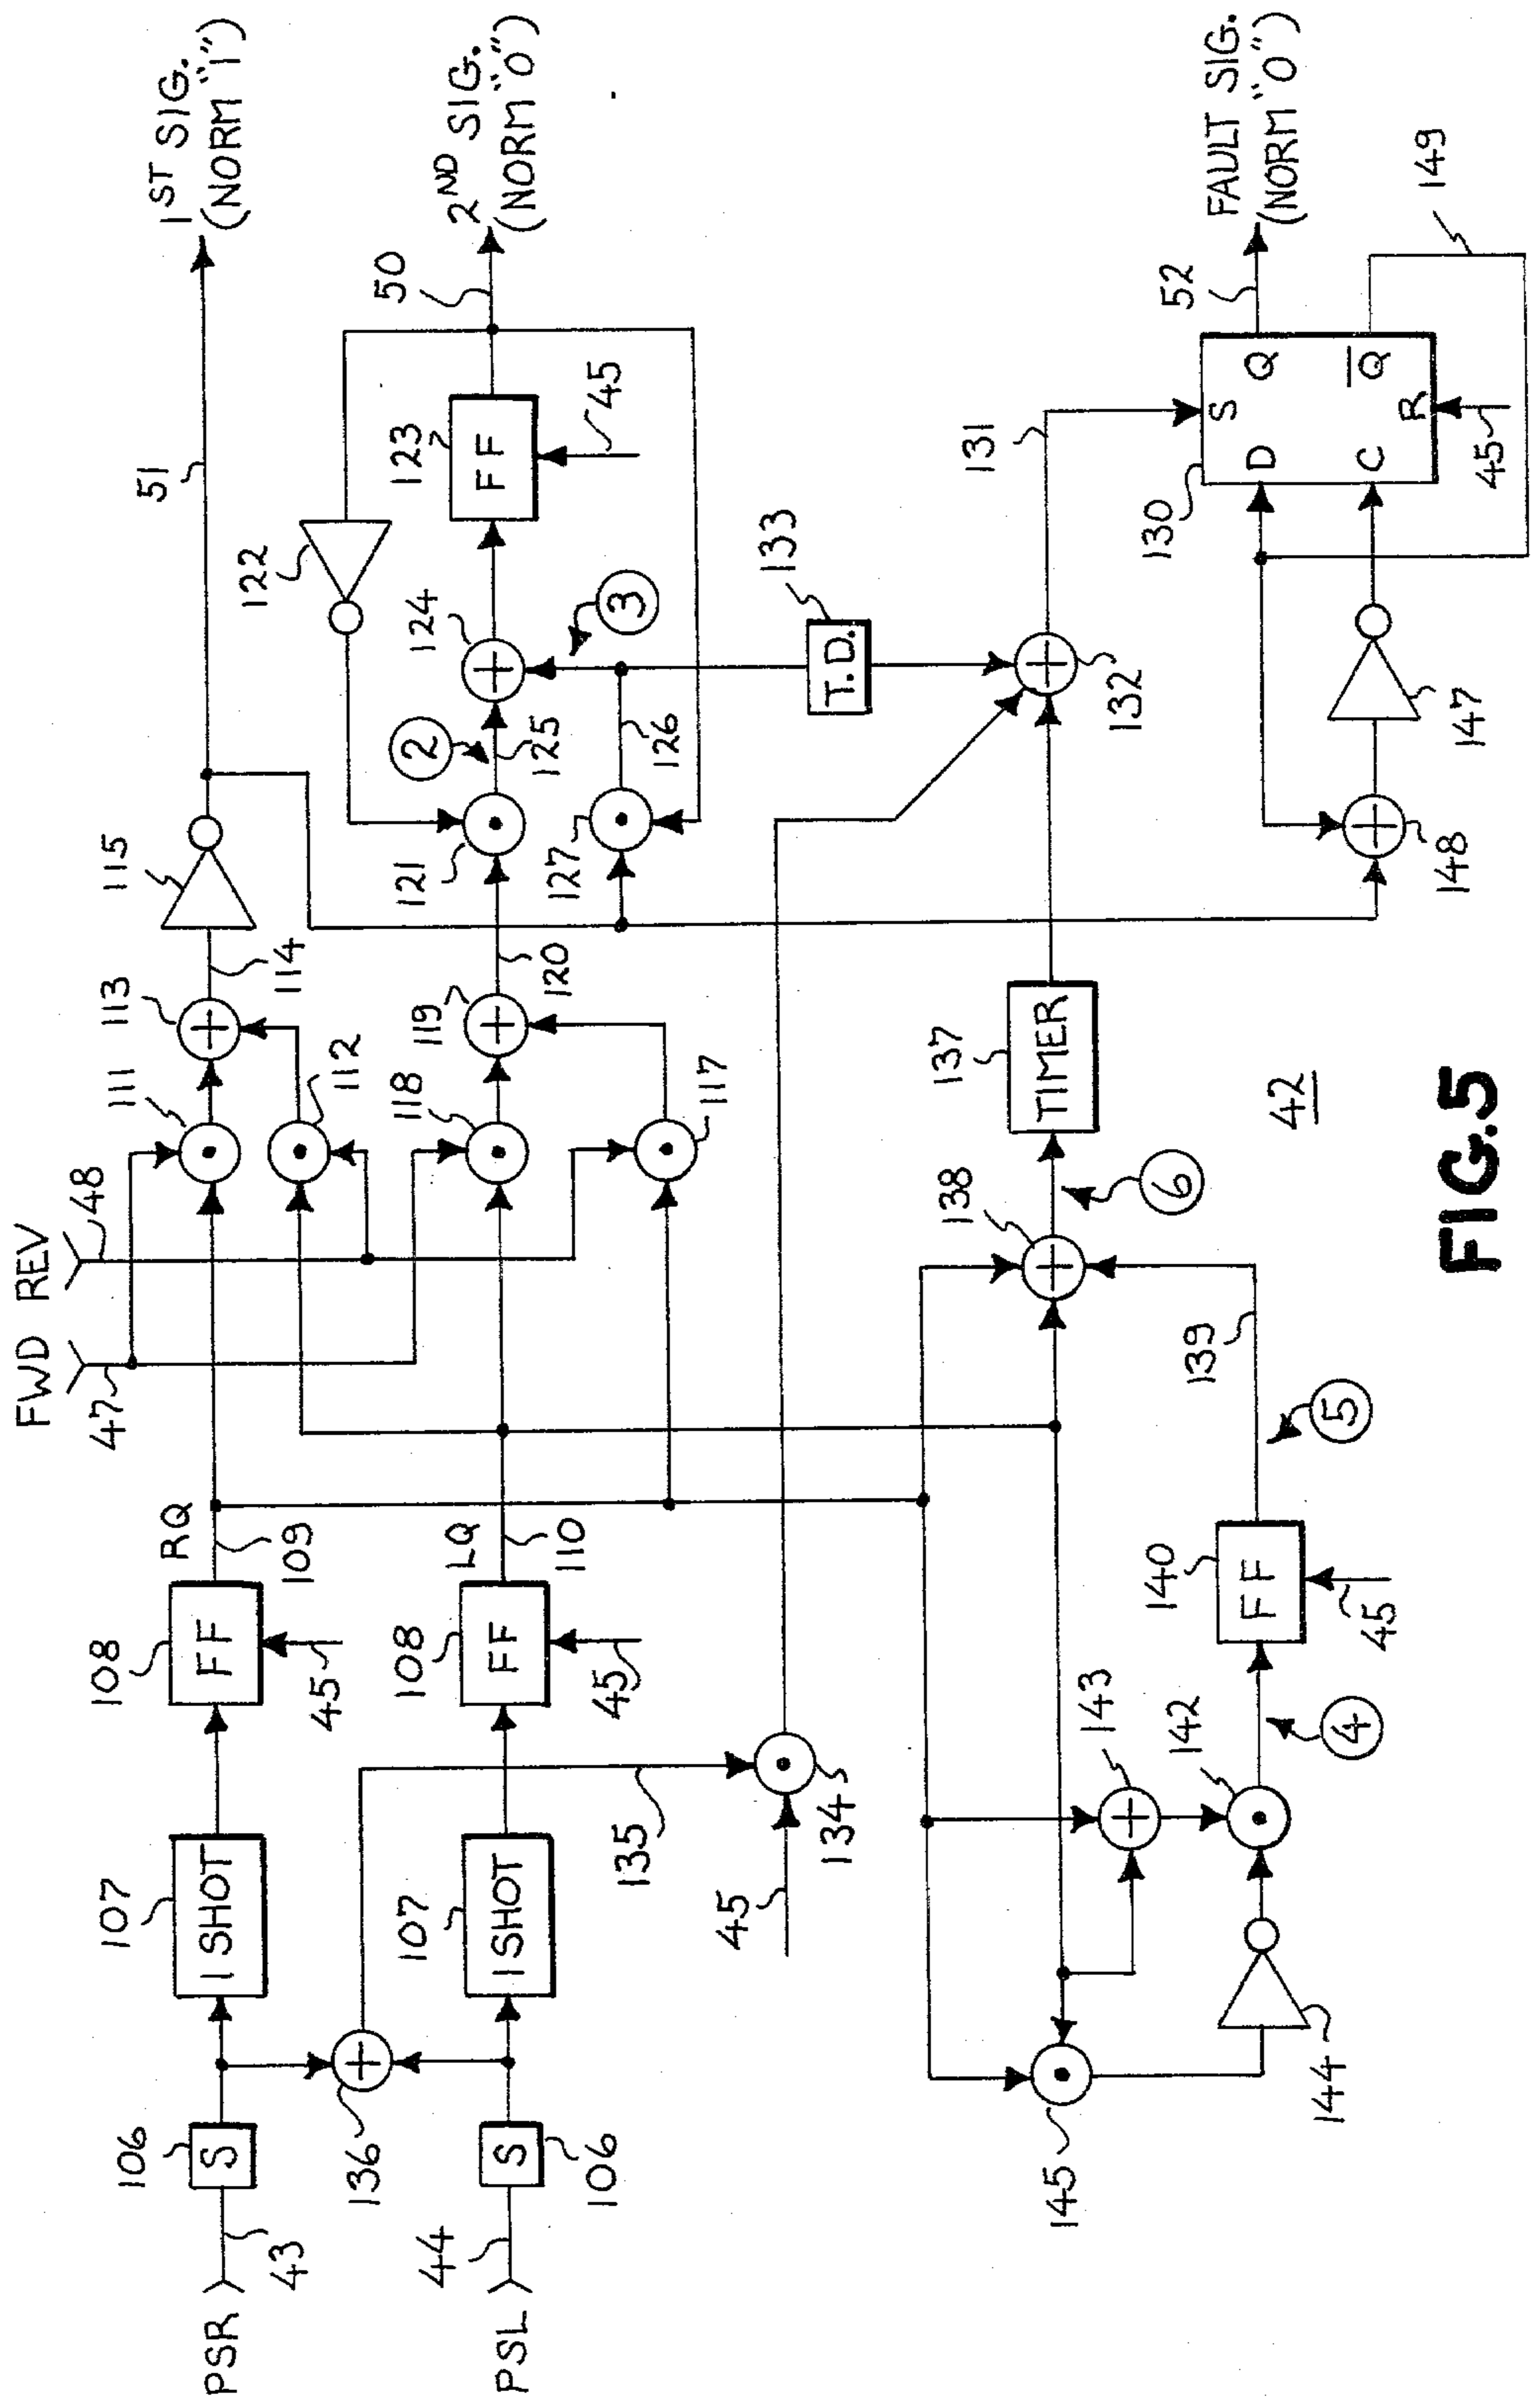 FWD REV
47
48
1ST SIG.
(NORM "1")
51
115
113
114
111
112
RQ
109
108
FF
45
107
1 SHOT
106
S
43
PSR
136
2ND SIG.
(NORM "0")
50
122
123
FF
45
124
2
125
3
121
126
127
119
120
118
117
LQ
110
108
FF
45
107
1 SHOT
106
S
44
PSL
135
45
134
133
T.D.
132
131
137
TIMER
138
6
139
5
140
FF
45
4
142
143
144
145
FAULT SIG.
(NORM "0")
52
130
S
D
Q
C
Q
R
45
149
147
148
42
FIG.5